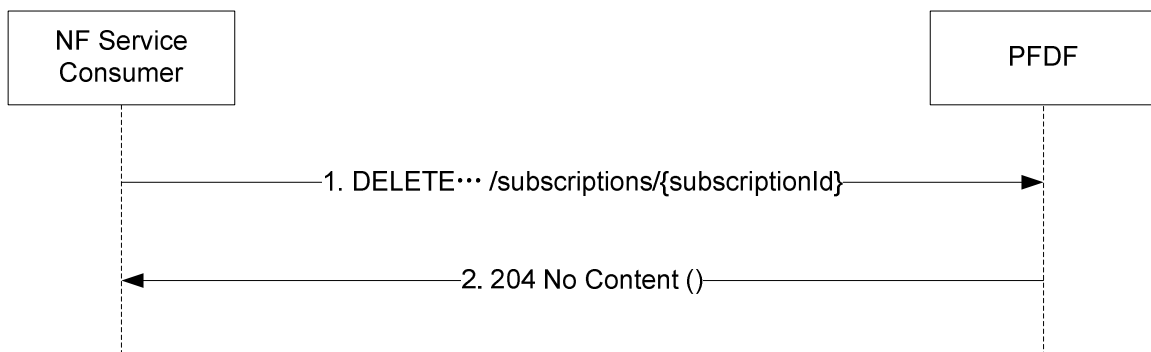 NF Service
Consumer
PFDF
1. DELETE··· /subscriptions/{subscriptionId}
2. 204 No Content ()